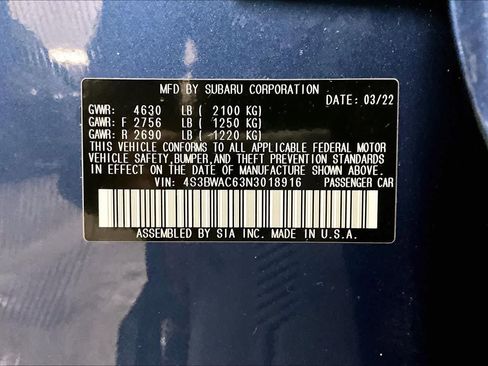 MFD BY SUBARU CORPORATION
DATE: 03/22
GVWR: 4630 LB ( 2100 KG)
GAWR: F 2756 LB ( 1250 KG)
GAWR: R 2690 LB ( 1220 KG)
THIS VEHICLE CONFORMS TO ALL APPLICABLE FEDERAL MOTOR
VEHICLE SAFETY,BUMPER,AND THEFT PREVENTION STANDARDS
IN EFFECT ON THE DATE OF MANUFACTURE SHOWN ABOVE.
VIN: 4S3BWAC63N3018916 PASSENGER CAR
ASSEMBLED BY SIA INC. MADE IN U.S.A.